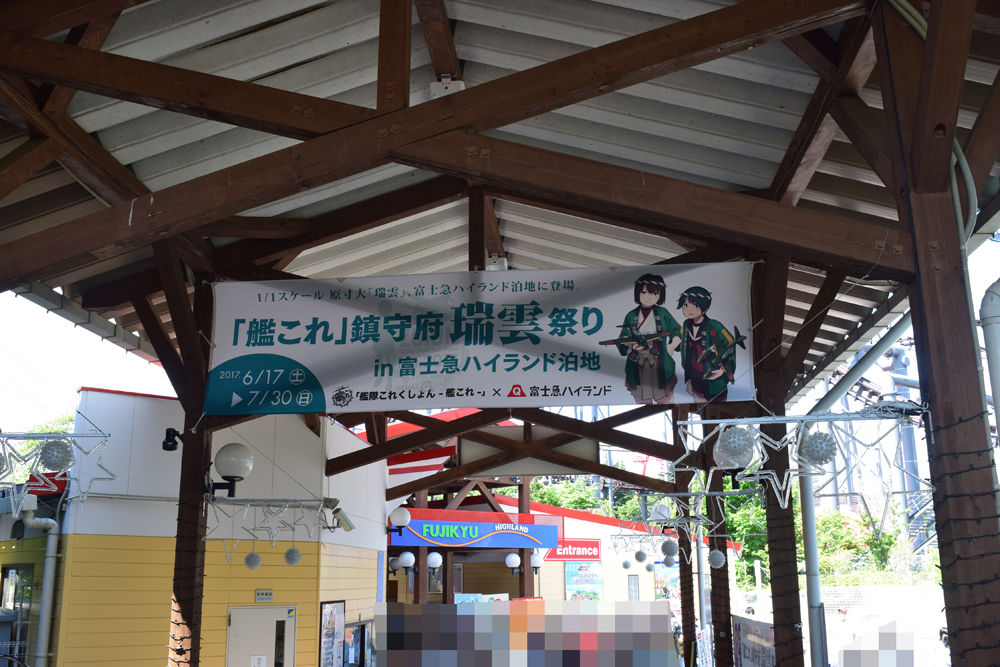 1/1スケール 原寸大「瑞雲」、富士急ハイランド泊地に登場。
「艦これ」鎮守府 瑞雲祭り
in 富士急ハイランド泊地
2017 6/17 土
▶ 7/30 日
「艦隊これくしょん -艦これ-」 × 富士急ハイランド
FUJIKYU HIGHLAND
Entrance